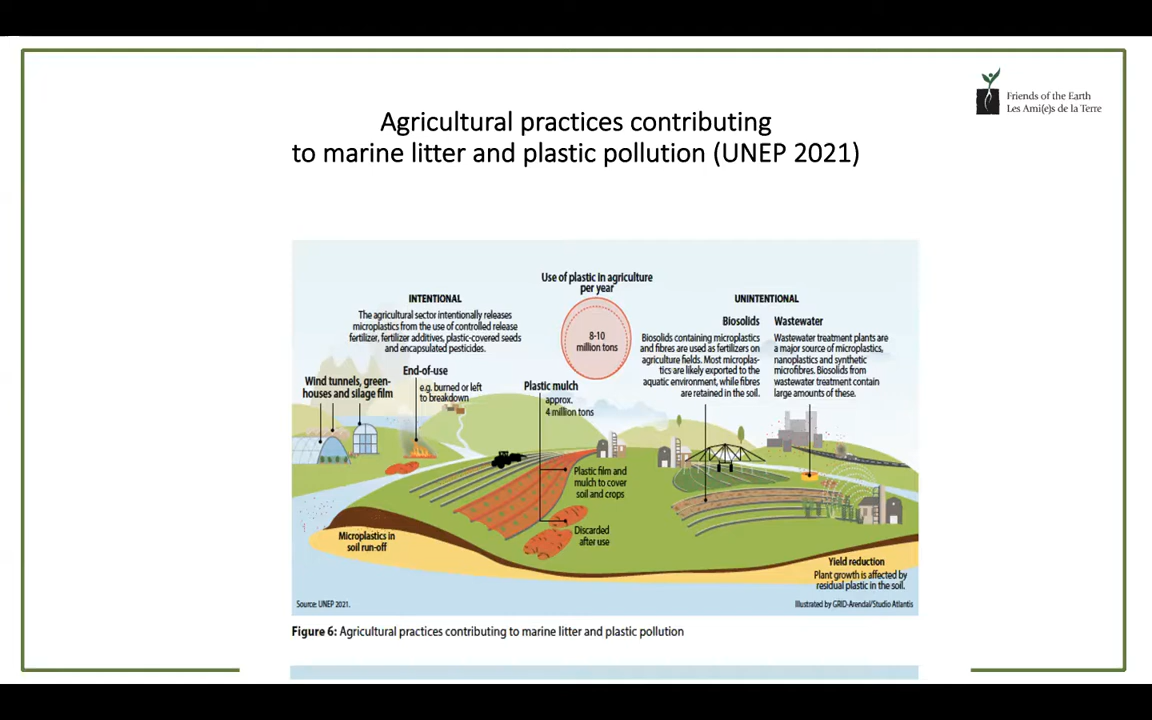 Friends of the Earth
Les Ami(e)s de la Terre
Agricultural practices contributing
to marine litter and plastic pollution (UNEP 2021)
Use of plastic in agriculture
per year
8-10
million tons
INTENTIONAL
The agricultural sector intentionally releases
microplastics from the use of controlled release
fertilizer, fertilizer additives, plastic-covered seeds
and encapsulated pesticides.
UNINTENTIONAL
Biosolids
Biosolids containing microplastics
and fibres are used as fertilizers on
agriculture fields. Most microplas-
tics are likely exported to the
aquatic environment, while fibres
are retained in the soil.
Wastewater
Wastewater treatment plants are
a major source of microplastics,
nanoplastics and synthetic
microfibres. Biosolids from
wastewater treatment contain
large amounts of these.
Wind tunnels, green-
houses and silage film
End-of-use
e.g. burned or left
to breakdown
Plastic mulch
approx.
4 million tons
Plastic film and
mulch to cover
soil and crops
Discarded
after use
Microplastics in
soil run-off
Yield reduction
Plant growth is affected by
residual plastic in the soil.
Source: UNEP 2021.
Illustrated by GRID-Arendal/Studio Atlantis
Figure 6: Agricultural practices contributing to marine litter and plastic pollution